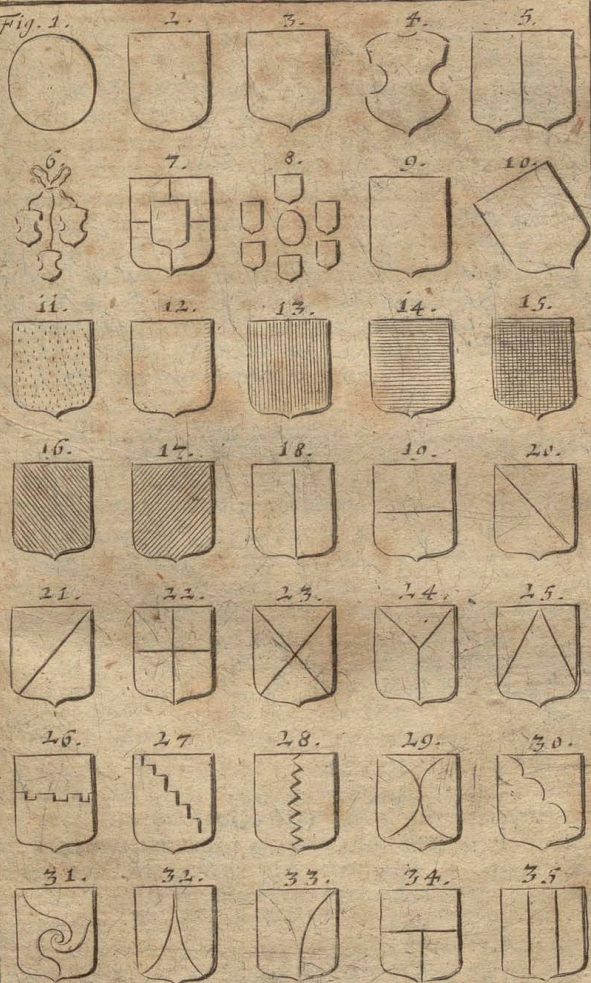 Fig. 1. 2. 3. 4. 5.
6. 7. 8. 9. 10.
11. 12. 13. 14. 15.
16. 17. 18. 19. 20.
21. 22. 23. 24. 25.
26. 27 28. 29. 30.
31. 32. 33. 34. 35